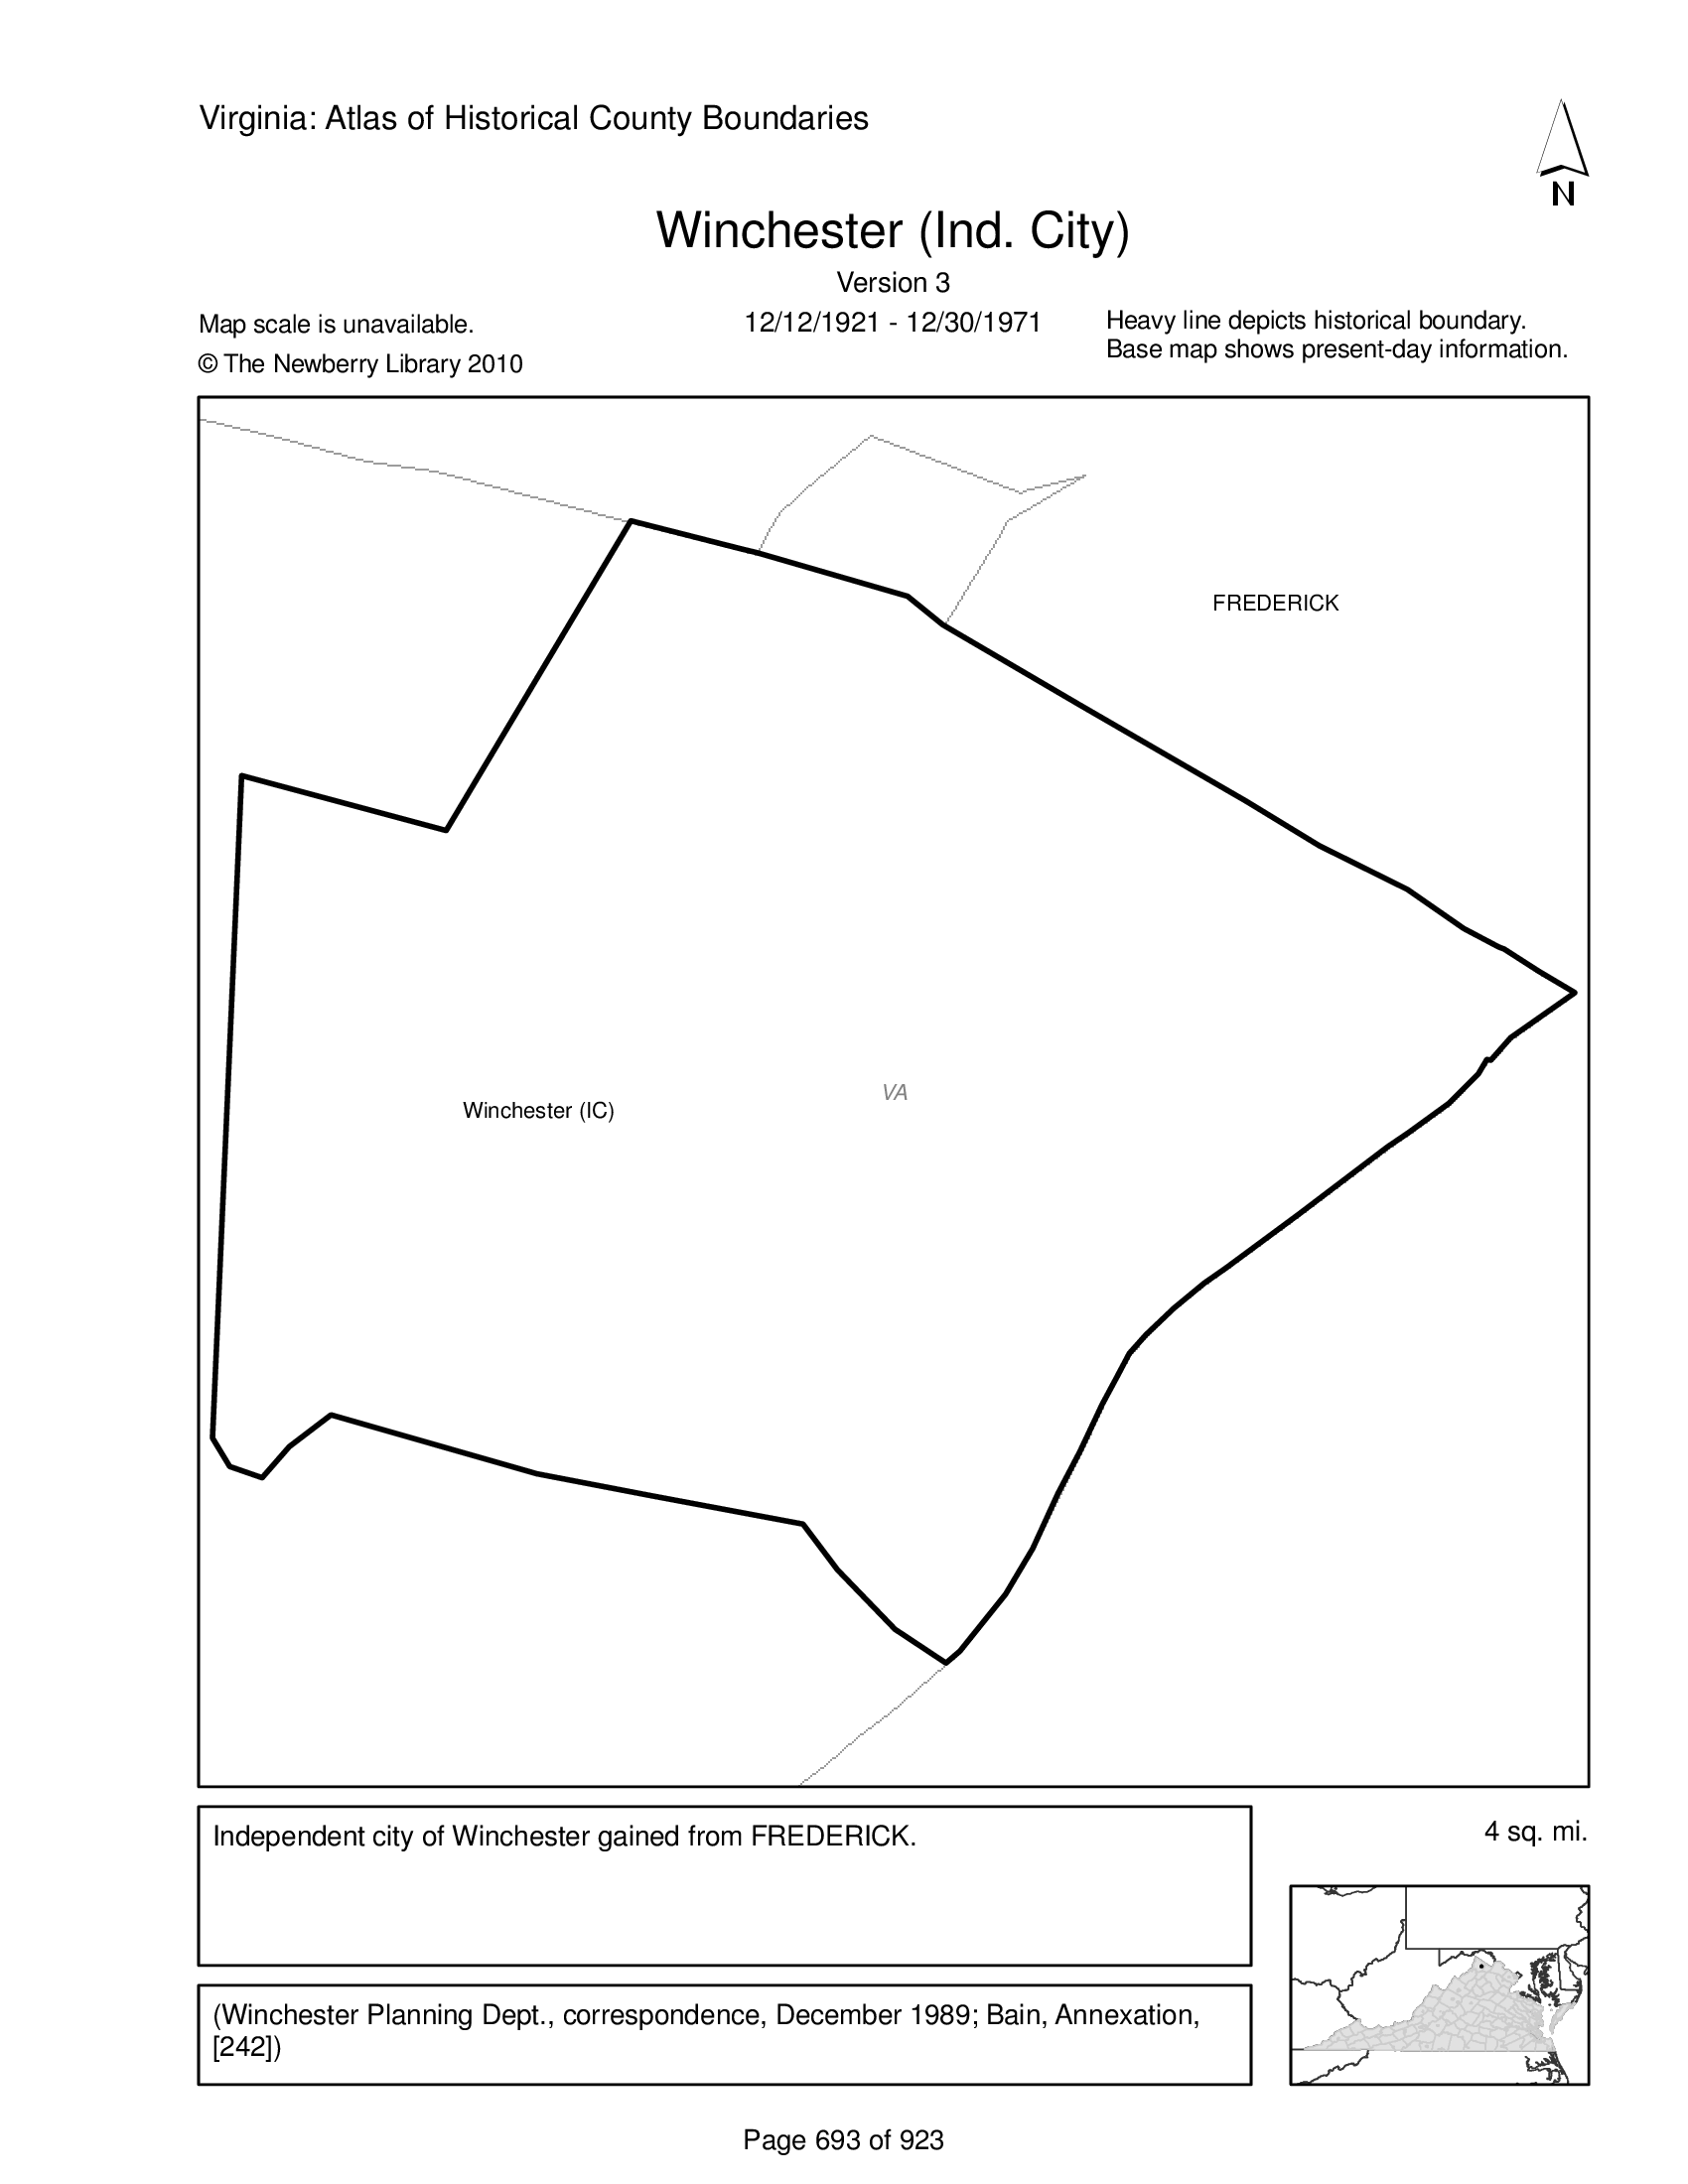 Virginia: Atlas of Historical County Boundaries
N
Winchester (Ind. City)
Version 3
12/12/1921 - 12/30/1971
Map scale is unavailable.
© The Newberry Library 2010
Heavy line depicts historical boundary.
Base map shows present-day information.
FREDERICK
VA
Winchester (IC)
Independent city of Winchester gained from FREDERICK.
4 sq. mi.
(Winchester Planning Dept., correspondence, December 1989; Bain, Annexation,
[242])
Page 693 of 923